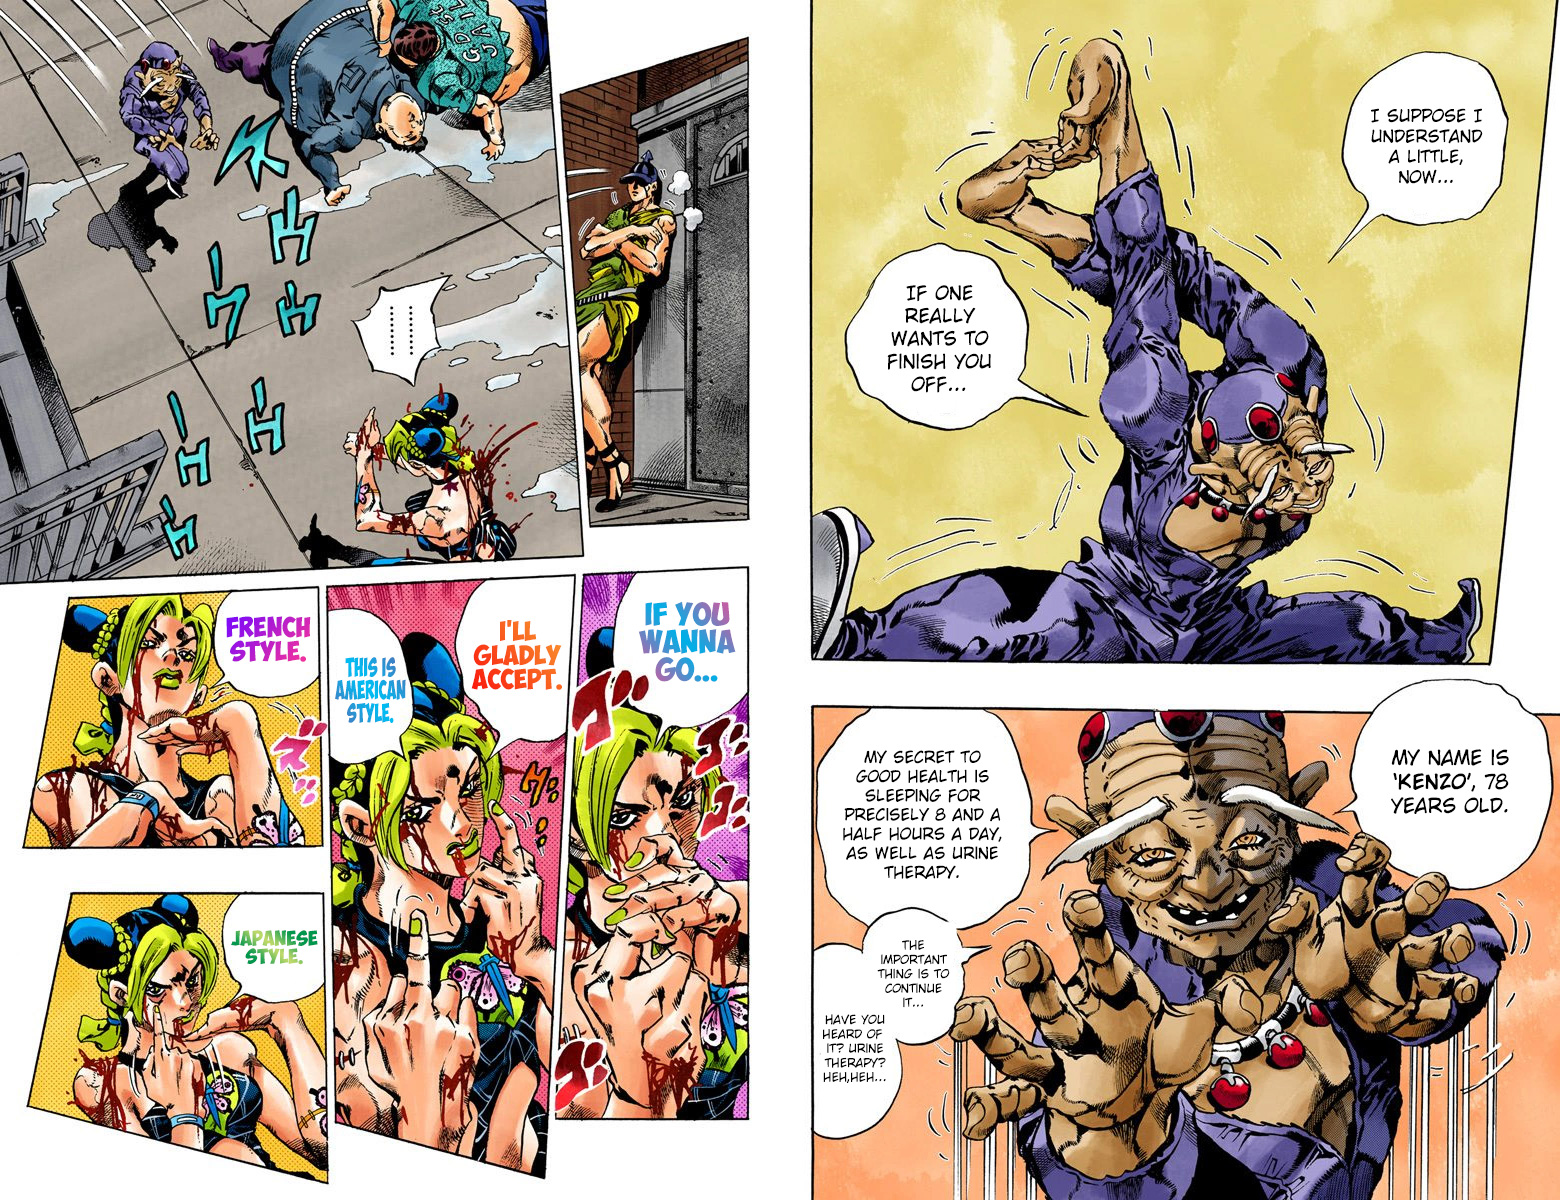 I SUPPOSE I
UNDERSTAND
A LITTLE,
NOW...
IF ONE
REALLY
WANTS TO
FINISH YOU
OFF...
MY NAME IS
'KENZO', 78
YEARS OLD.
MY SECRET TO
GOOD HEALTH IS
SLEEPING FOR
PRECISELY 8 AND A
HALF HOURS A DAY,
AS WELL AS URINE
THERAPY.
THE
IMPORTANT
THING IS TO
CONTINUE
IT...
HAVE YOU
HEARD OF
IT? URINE
THERAPY?
HEH,HEH...
IF YOU
WANNA
GO...
I'LL
GLADLY
ACCEPT.
THIS IS
AMERICAN
STYLE.
FRENCH
STYLE.
JAPANESE
STYLE.